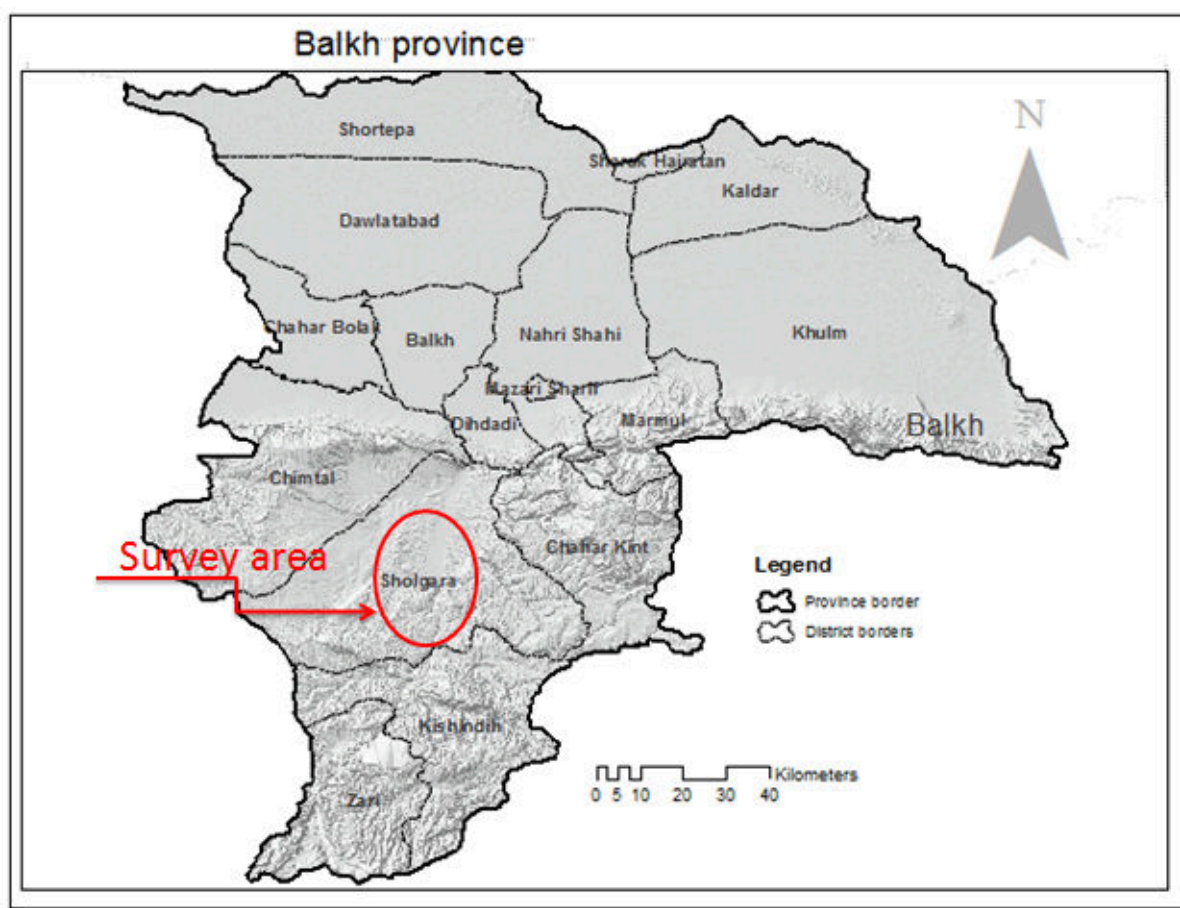 Balkh province
N
Shortepa
Sharak Hairatan
Kaldar
Dawlatabad
Chahar Bolak
Balkh
Nahri Shahi
Khulm
Mazari Sharif
Dihdadi
Marmul
Balkh
Chimtal
Chahar Kint
Survey area
Sholgara
Legend
Province border
District borders
Kishindih
Zari
Kilometers
0 5 10 20 30 40